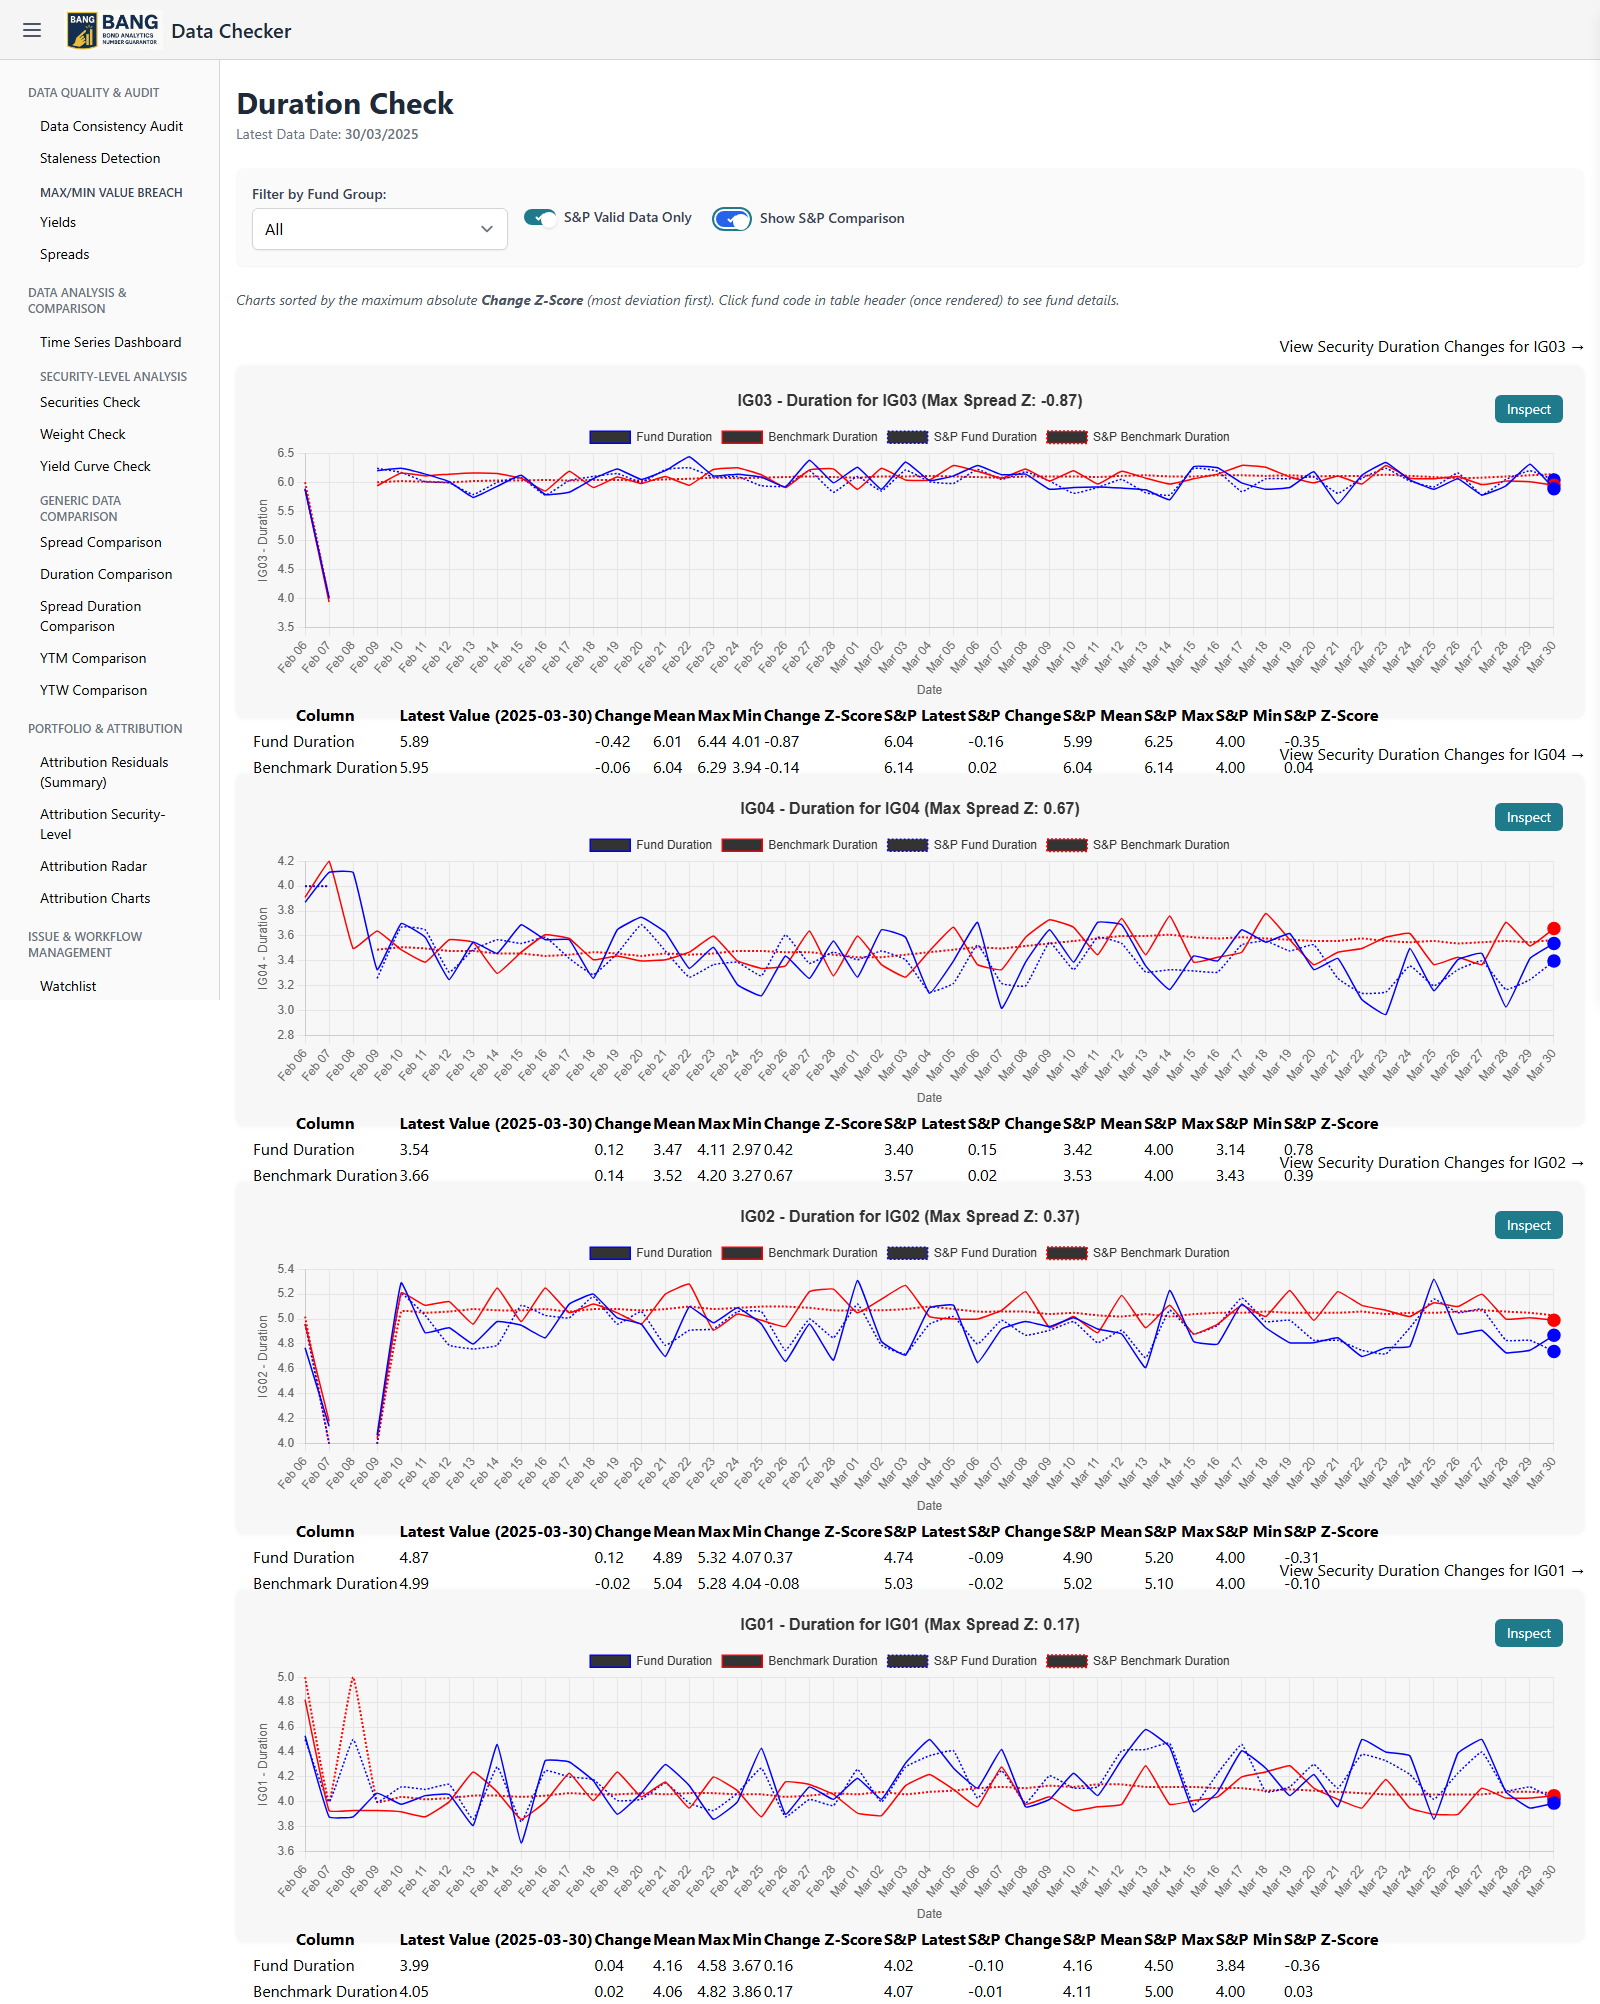 BANG
BANG
BOND ANALYTICS
NUMBER GUARANTOR
Data Checker
DATA QUALITY & AUDIT
Data Consistency Audit
Staleness Detection
MAX/MIN VALUE BREACH
Yields
Spreads
DATA ANALYSIS &
COMPARISON
Time Series Dashboard
SECURITY-LEVEL ANALYSIS
Securities Check
Weight Check
Yield Curve Check
GENERIC DATA
COMPARISON
Spread Comparison
Duration Comparison
Spread Duration
Comparison
YTM Comparison
YTW Comparison
PORTFOLIO & ATTRIBUTION
Attribution Residuals
(Summary)
Attribution Security-
Level
Attribution Radar
Attribution Charts
ISSUE & WORKFLOW
MANAGEMENT
Watchlist
Duration Check
Latest Data Date: 30/03/2025
Filter by Fund Group:
All
S&P Valid Data Only
Show S&P Comparison
Charts sorted by the maximum absolute Change Z-Score (most deviation first). Click fund code in table header (once rendered) to see fund details.
View Security Duration Changes for IG03 →
IG03 - Duration for IG03 (Max Spread Z: -0.87)
Inspect
Fund Duration Benchmark Duration S&P Fund Duration S&P Benchmark Duration
IG03 - Duration
6.5
6.0
5.5
5.0
4.5
4.0
3.5
Feb 06 Feb 07 Feb 08 Feb 09 Feb 10 Feb 11 Feb 12 Feb 13 Feb 14 Feb 15 Feb 16 Feb 17 Feb 18 Feb 19 Feb 20 Feb 21 Feb 22 Feb 23 Feb 24 Feb 25 Feb 26 Feb 27 Feb 28 Mar 01 Mar 02 Mar 03 Mar 04 Mar 05 Mar 06 Mar 07 Mar 08 Mar 09 Mar 10 Mar 11 Mar 12 Mar 13 Mar 14 Mar 15 Mar 16 Mar 17 Mar 18 Mar 19 Mar 20 Mar 21 Mar 22 Mar 23 Mar 24 Mar 25 Mar 26 Mar 27 Mar 28 Mar 29 Mar 30
Date
Column Latest Value (2025-03-30) Change Mean Max Min Change Z-Score S&P Latest S&P Change S&P Mean S&P Max S&P Min S&P Z-Score
Fund Duration 5.89 -0.42 6.01 6.44 4.01 -0.87 6.04 -0.16 5.99 6.25 4.00 -0.35
Benchmark Duration 5.95 -0.06 6.04 6.29 3.94 -0.14 6.14 0.02 6.04 6.14 4.00 0.04
View Security Duration Changes for IG04 →
IG04 - Duration for IG04 (Max Spread Z: 0.67)
Inspect
Fund Duration Benchmark Duration S&P Fund Duration S&P Benchmark Duration
IG04 - Duration
4.2
4.0
3.8
3.6
3.4
3.2
3.0
2.8
Feb 06 Feb 07 Feb 08 Feb 09 Feb 10 Feb 11 Feb 12 Feb 13 Feb 14 Feb 15 Feb 16 Feb 17 Feb 18 Feb 19 Feb 20 Feb 21 Feb 22 Feb 23 Feb 24 Feb 25 Feb 26 Feb 27 Feb 28 Mar 01 Mar 02 Mar 03 Mar 04 Mar 05 Mar 06 Mar 07 Mar 08 Mar 09 Mar 10 Mar 11 Mar 12 Mar 13 Mar 14 Mar 15 Mar 16 Mar 17 Mar 18 Mar 19 Mar 20 Mar 21 Mar 22 Mar 23 Mar 24 Mar 25 Mar 26 Mar 27 Mar 28 Mar 29 Mar 30
Date
Column Latest Value (2025-03-30) Change Mean Max Min Change Z-Score S&P Latest S&P Change S&P Mean S&P Max S&P Min S&P Z-Score
Fund Duration 3.54 0.12 3.47 4.11 2.97 0.42 3.40 0.15 3.42 4.00 3.14 0.78
Benchmark Duration 3.66 0.14 3.52 4.20 3.27 0.67 3.57 0.02 3.53 4.00 3.43 0.39
View Security Duration Changes for IG02 →
IG02 - Duration for IG02 (Max Spread Z: 0.37)
Inspect
Fund Duration Benchmark Duration S&P Fund Duration S&P Benchmark Duration
IG02 - Duration
5.4
5.2
5.0
4.8
4.6
4.4
4.2
4.0
Feb 06 Feb 07 Feb 08 Feb 09 Feb 10 Feb 11 Feb 12 Feb 13 Feb 14 Feb 15 Feb 16 Feb 17 Feb 18 Feb 19 Feb 20 Feb 21 Feb 22 Feb 23 Feb 24 Feb 25 Feb 26 Feb 27 Feb 28 Mar 01 Mar 02 Mar 03 Mar 04 Mar 05 Mar 06 Mar 07 Mar 08 Mar 09 Mar 10 Mar 11 Mar 12 Mar 13 Mar 14 Mar 15 Mar 16 Mar 17 Mar 18 Mar 19 Mar 20 Mar 21 Mar 22 Mar 23 Mar 24 Mar 25 Mar 26 Mar 27 Mar 28 Mar 29 Mar 30
Date
Column Latest Value (2025-03-30) Change Mean Max Min Change Z-Score S&P Latest S&P Change S&P Mean S&P Max S&P Min S&P Z-Score
Fund Duration 4.87 0.12 4.89 5.32 4.07 0.37 4.74 -0.09 4.90 5.20 4.00 -0.31
Benchmark Duration 4.99 -0.02 5.04 5.28 4.04 -0.08 5.03 -0.02 5.02 5.10 4.00 -0.10
View Security Duration Changes for IG01 →
IG01 - Duration for IG01 (Max Spread Z: 0.17)
Inspect
Fund Duration Benchmark Duration S&P Fund Duration S&P Benchmark Duration
IG01 - Duration
5.0
4.8
4.6
4.4
4.2
4.0
3.8
3.6
Feb 06 Feb 07 Feb 08 Feb 09 Feb 10 Feb 11 Feb 12 Feb 13 Feb 14 Feb 15 Feb 16 Feb 17 Feb 18 Feb 19 Feb 20 Feb 21 Feb 22 Feb 23 Feb 24 Feb 25 Feb 26 Feb 27 Feb 28 Mar 01 Mar 02 Mar 03 Mar 04 Mar 05 Mar 06 Mar 07 Mar 08 Mar 09 Mar 10 Mar 11 Mar 12 Mar 13 Mar 14 Mar 15 Mar 16 Mar 17 Mar 18 Mar 19 Mar 20 Mar 21 Mar 22 Mar 23 Mar 24 Mar 25 Mar 26 Mar 27 Mar 28 Mar 29 Mar 30
Date
Column Latest Value (2025-03-30) Change Mean Max Min Change Z-Score S&P Latest S&P Change S&P Mean S&P Max S&P Min S&P Z-Score
Fund Duration 3.99 0.04 4.16 4.58 3.67 0.16 4.02 -0.10 4.16 4.50 3.84 -0.36
Benchmark Duration 4.05 0.02 4.06 4.82 3.86 0.17 4.07 -0.01 4.11 5.00 4.00 0.03